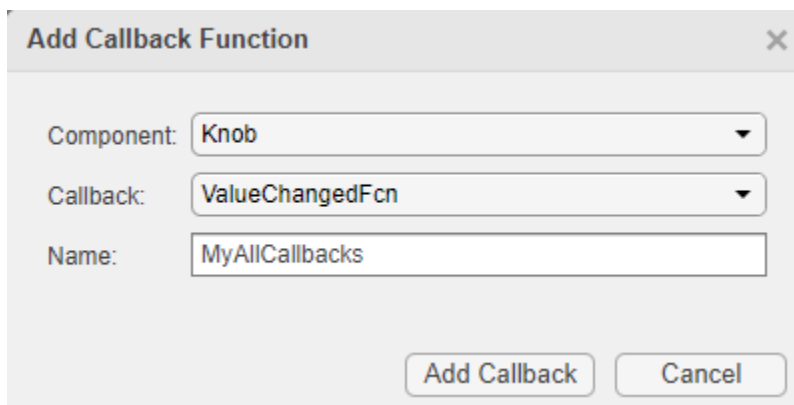 Add Callback Function
Component: Knob
Callback: ValueChangedFcn
Name: MyAllCallbacks
Add Callback Cancel